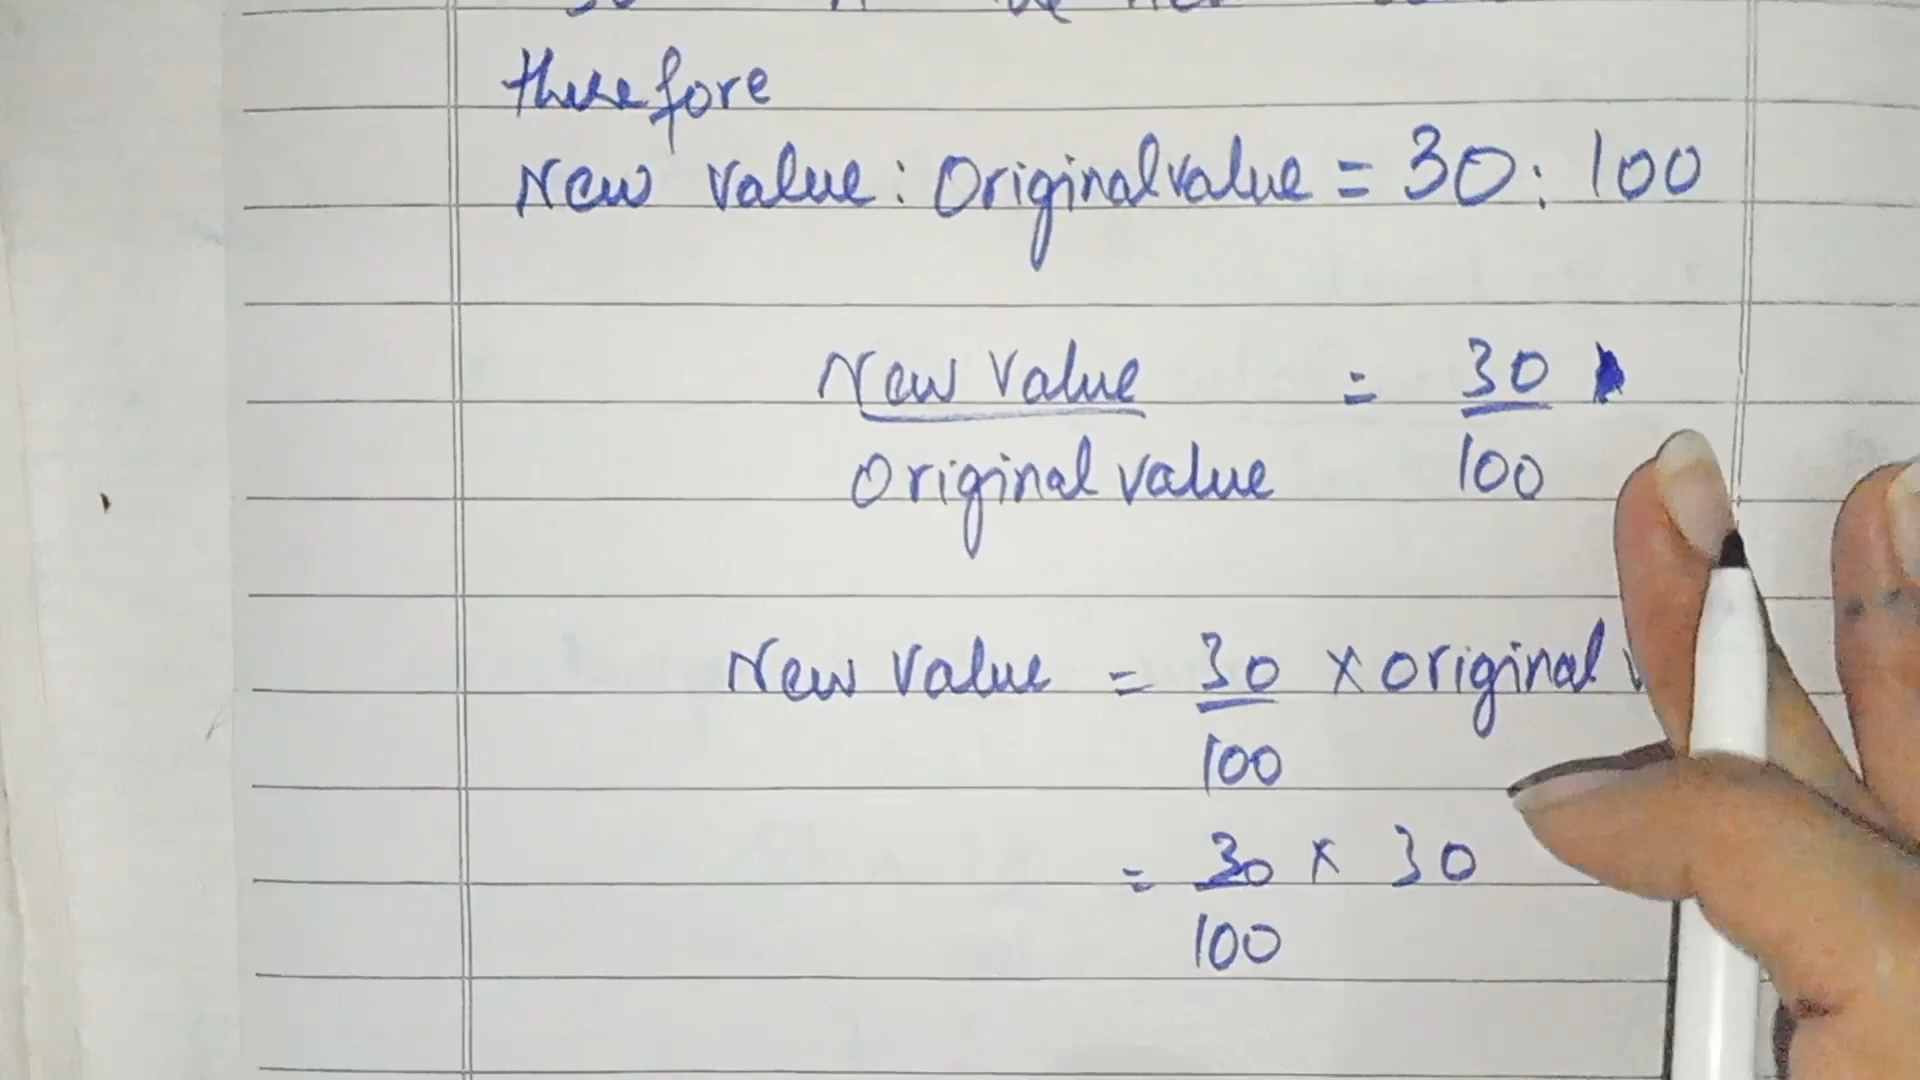 therefore
New value : Original value = 30 : 100
New value = 30
Original value 100
New value = 30 x original
100
= 30 x 30
100